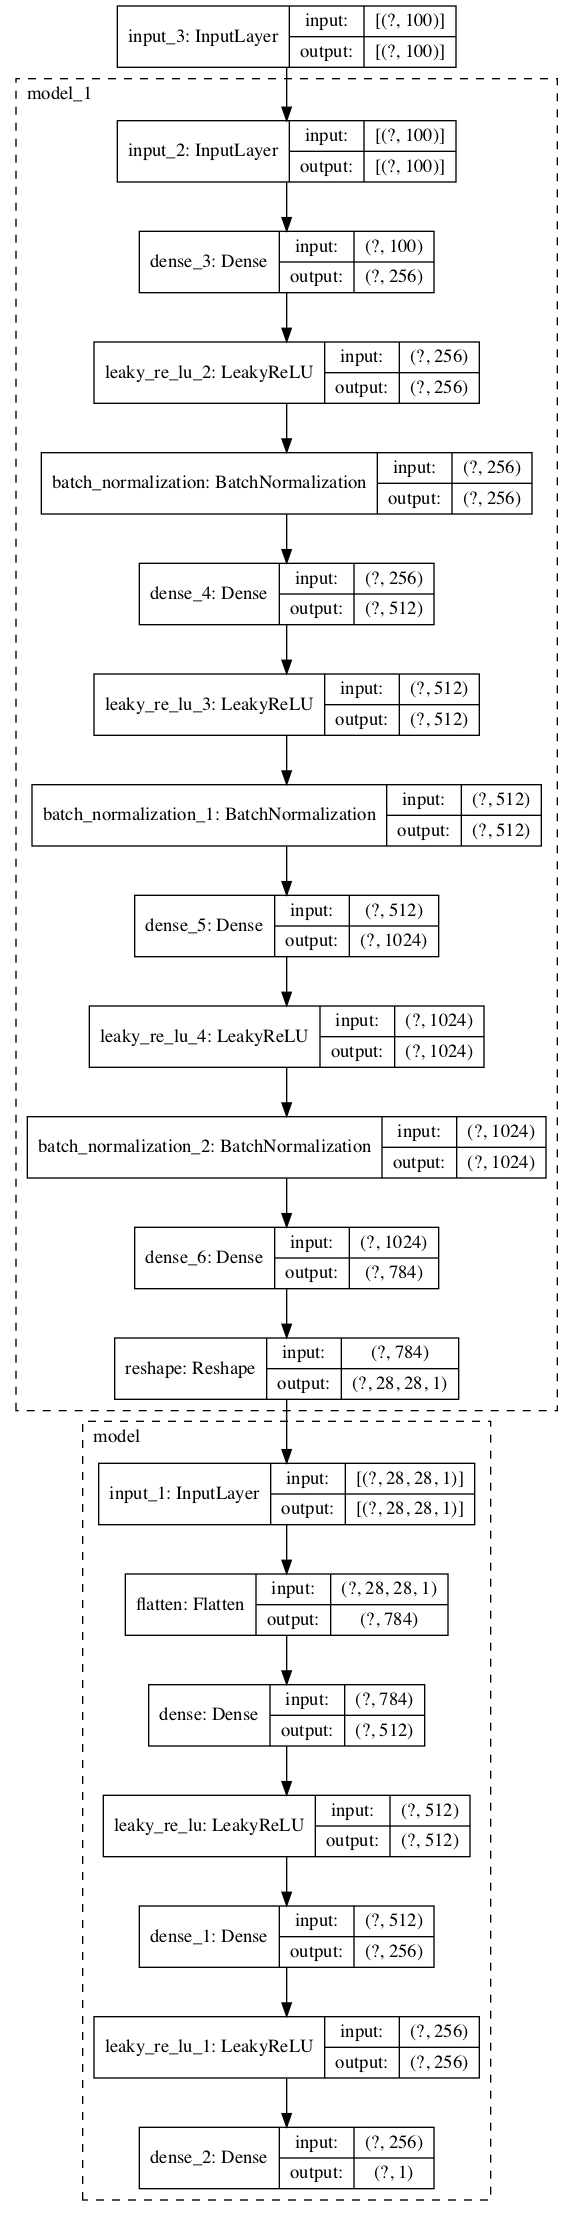 input_3: InputLayer
input: [(?, 100)]
output: [(?, 100)]
model_1
input_2: InputLayer
input: [(?, 100)]
output: [(?, 100)]
dense_3: Dense
input: (?, 100)
output: (?, 256)
leaky_re_lu_2: LeakyReLU
input: (?, 256)
output: (?, 256)
batch_normalization: BatchNormalization
input: (?, 256)
output: (?, 256)
dense_4: Dense
input: (?, 256)
output: (?, 512)
leaky_re_lu_3: LeakyReLU
input: (?, 512)
output: (?, 512)
batch_normalization_1: BatchNormalization
input: (?, 512)
output: (?, 512)
dense_5: Dense
input: (?, 512)
output: (?, 1024)
leaky_re_lu_4: LeakyReLU
input: (?, 1024)
output: (?, 1024)
batch_normalization_2: BatchNormalization
input: (?, 1024)
output: (?, 1024)
dense_6: Dense
input: (?, 1024)
output: (?, 784)
reshape: Reshape
input: (?, 784)
output: (?, 28, 28, 1)
model
input_1: InputLayer
input: [(?, 28, 28, 1)]
output: [(?, 28, 28, 1)]
flatten: Flatten
input: (?, 28, 28, 1)
output: (?, 784)
dense: Dense
input: (?, 784)
output: (?, 512)
leaky_re_lu: LeakyReLU
input: (?, 512)
output: (?, 512)
dense_1: Dense
input: (?, 512)
output: (?, 256)
leaky_re_lu_1: LeakyReLU
input: (?, 256)
output: (?, 256)
dense_2: Dense
input: (?, 256)
output: (?, 1)